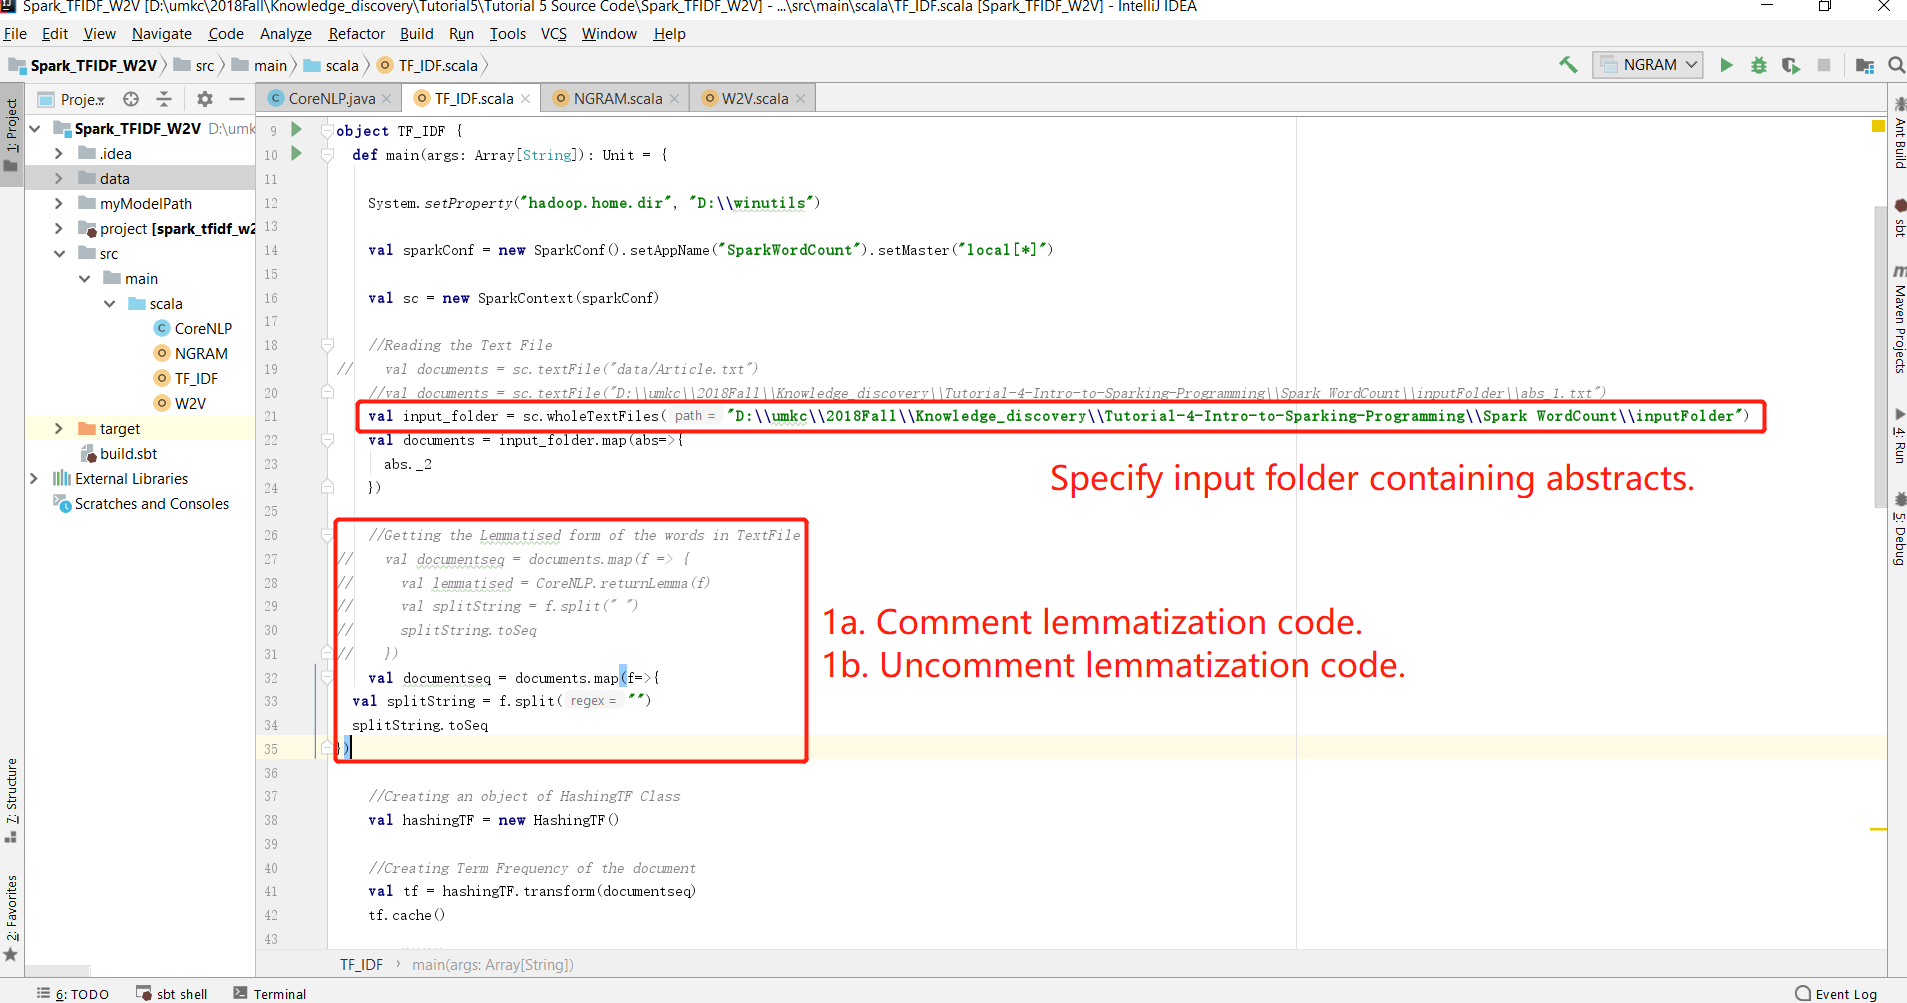 Spark_TFIDF_W2V [D:\umkc\2018Fall\Knowledge_discovery\Tutorial5\Tutorial 5 Source Code\Spark_TFIDF_W2V] - ...\src\main\scala\TF_IDF.scala [Spark_TFIDF_W2V] - IntelliJ IDEA
File Edit View Navigate Code Analyze Refactor Build Run Tools VCS Window Help
Spark_TFIDF_W2V src main scala TF_IDF.scala NGRAM
Proje.. CoreNLP.java TF_IDF.scala NGRAM.scala W2V.scala
1: Project
Spark_TFIDF_W2V D:\umk
.idea
data
myModelPath
project [spark_tfidf_w2
src
main
scala
CoreNLP
NGRAM
TF_IDF
W2V
target
build.sbt
External Libraries
Scratches and Consoles
7: Structure
2: Favorites
9 object TF_IDF {
10 def main(args: Array[String]): Unit = {
11
12 System.setProperty("hadoop.home.dir", "D:\\winutils")
13
14 val sparkConf = new SparkConf().setAppName("SparkWordCount").setMaster("local[*]")
15
16 val sc = new SparkContext(sparkConf)
17
18 //Reading the Text File
19 // val documents = sc.textFile("data/Article.txt")
20 //val documents = sc.textFile("D:\\umkc\\2018Fall\\Knowledge_discovery\\Tutorial-4-Intro-to-Sparking-Programming\\Spark WordCount\\inputFolder\\abs_1.txt")
21 val input_folder = sc.wholeTextFiles( path = "D:\\umkc\\2018Fall\\Knowledge_discovery\\Tutorial-4-Intro-to-Sparking-Programming\\Spark WordCount\\inputFolder")
22 val documents = input_folder.map(abs=>{
23 abs._2
24 })
25
Specify input folder containing abstracts.
26 //Getting the Lemmatised form of the words in TextFile
27 // val documentseq = documents.map(f => {
28 // val lemmatised = CoreNLP.returnLemma(f)
29 // val splitString = f.split(" ")
30 // splitString.toSeq
31 // })
32 val documentseq = documents.map(f=>{
33 val splitString = f.split( regex = "")
34 splitString.toSeq
35 })
1a. Comment lemmatization code.
1b. Uncomment lemmatization code.
36
37 //Creating an object of HashingTF Class
38 val hashingTF = new HashingTF()
39
40 //Creating Term Frequency of the document
41 val tf = hashingTF.transform(documentseq)
42 tf.cache()
43
TF_IDF main(args: Array[String])
Ant Build
sbt
m Maven Projects
4: Run
5: Debug
6: TODO sbt shell Terminal Event Log